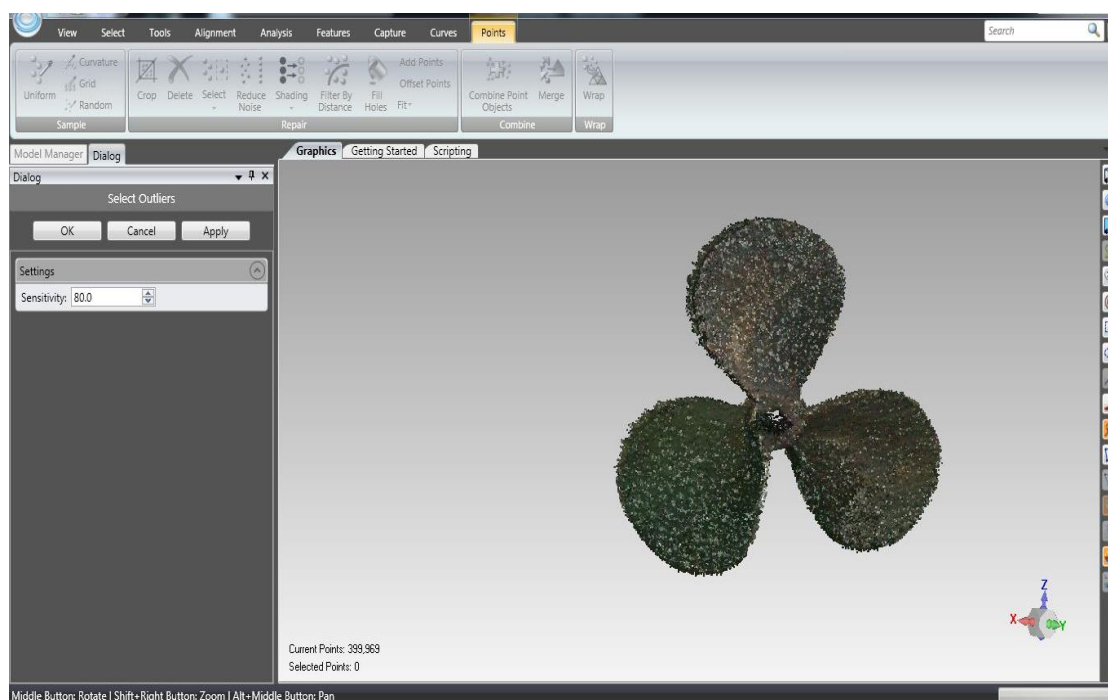 View Select Tools Alignment Analysis Features Capture Curves Points Search
Uniform
Curvature
Grid
Random
Sample
Crop Delete Select Reduce Noise Shading Filter By Distance Fill Holes
Add Points
Offset Points
Fit
Repair
Combine Point Objects Merge
Combine
Wrap
Wrap
Model Manager Dialog
Graphics Getting Started Scripting
Dialog
Select Outliers
OK Cancel Apply
Settings
Sensitivity: 80.0
Z
X Y
Current Points: 399,969
Selected Points: 0
Middle Button: Rotate | Shift+Right Button: Zoom | Alt+Middle Button: Pan